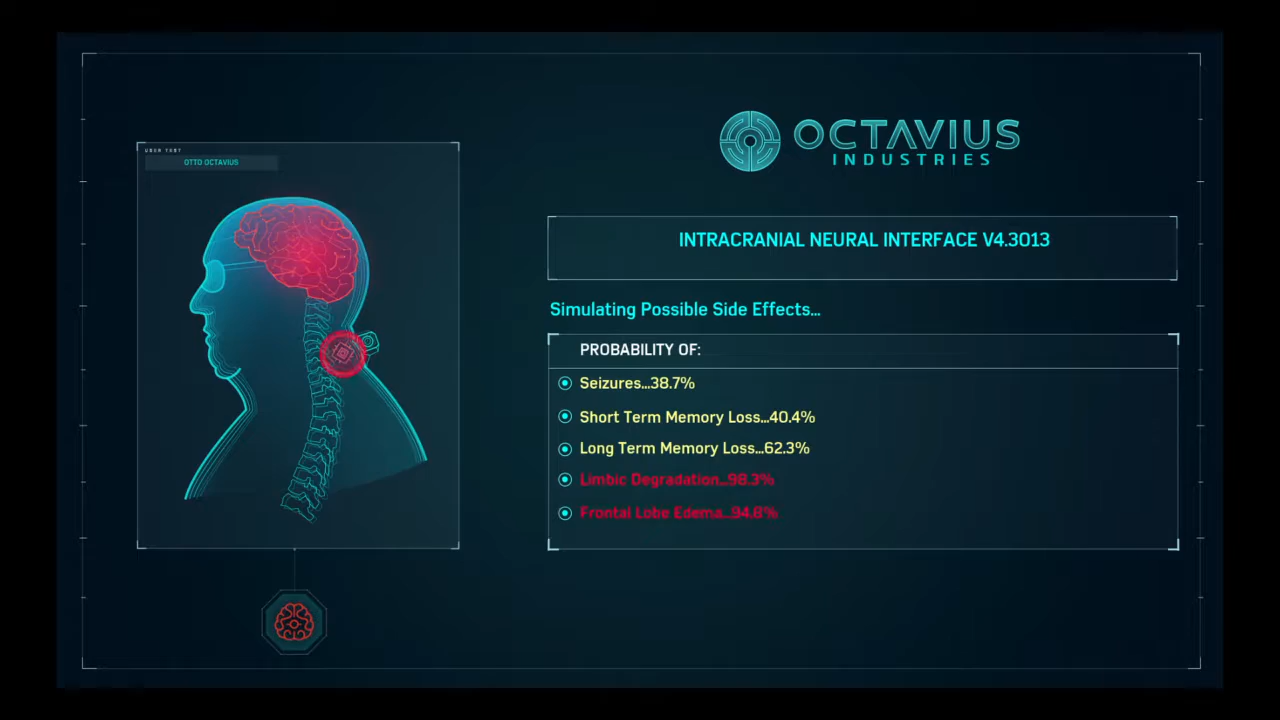 OCTAVIUS
INDUSTRIES
OTTO OCTAVIUS
INTRACRANIAL NEURAL INTERFACE V4.3013
Simulating Possible Side Effects...
PROBABILITY OF:
Seizures...38.7%
Short Term Memory Loss...40.4%
Long Term Memory Loss...62.3%
Limbic Degradation...98.3%
Frontal Lobe Edema...94.8%